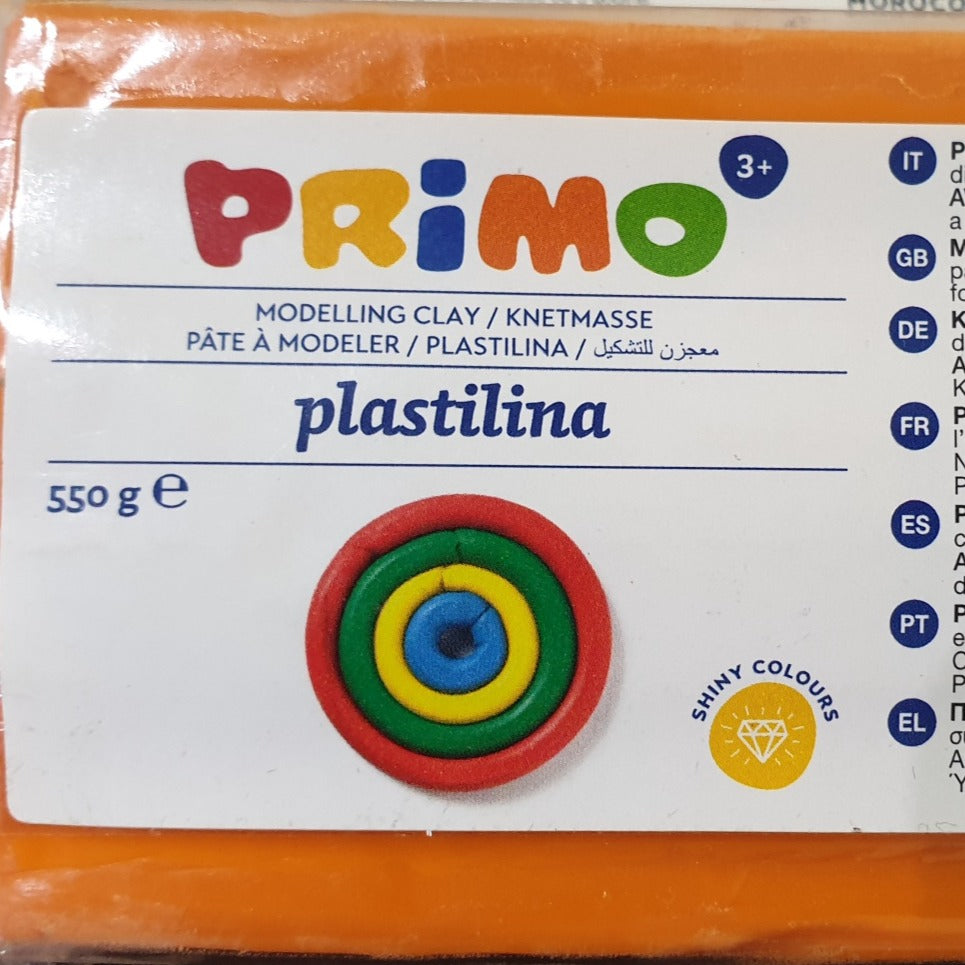 PRiMO
3+
MODELLING CLAY / KNETMASSE
PÂTE À MODELER / PLASTILINA / معجزن للتشكيل
plastilina
550 g ℮
SHINY COLOURS
IT
GB
DE
FR
ES
PT
EL